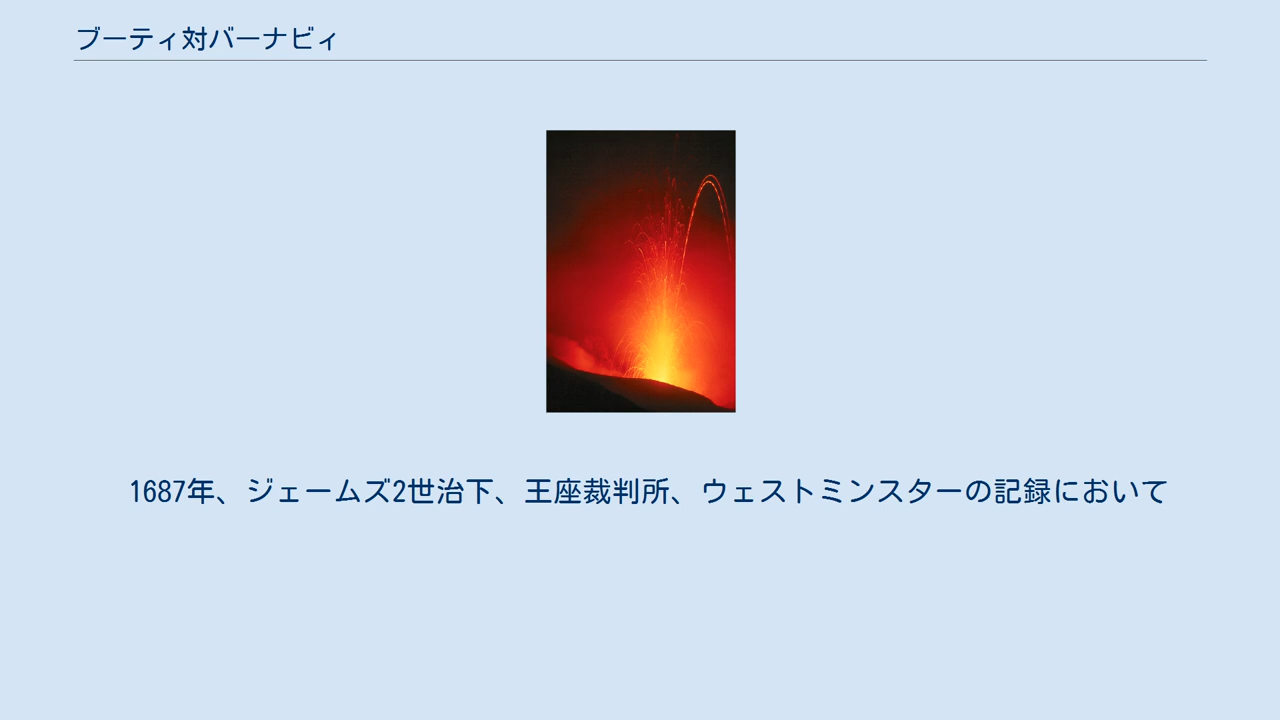 ブーティ対バーナビィ
1687年、ジェームズ2世治下、王座裁判所、ウェストミンスターの記録において